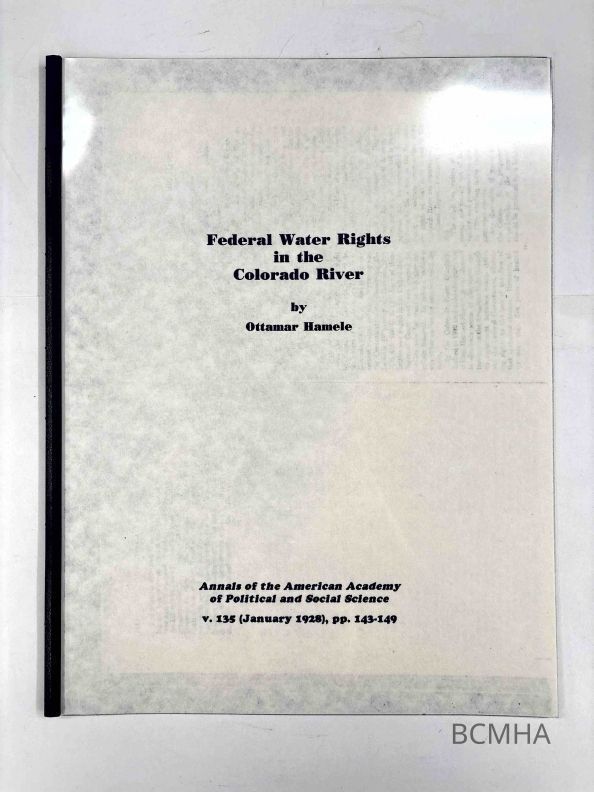 Federal Water Rights
in the
Colorado River
by
Ottamar Hamele
Annals of the American Academy
of Political and Social Science
v. 135 (January 1928), pp. 143-149
BCMHA